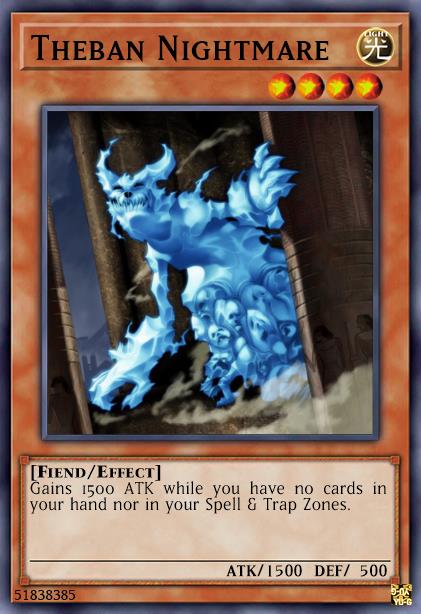 Theban Nightmare
LIGHT
光
[Fiend/Effect]
Gains 1500 ATK while you have no cards in
your hand nor in your Spell & Trap Zones.
ATK/1500 DEF/ 500
51838385